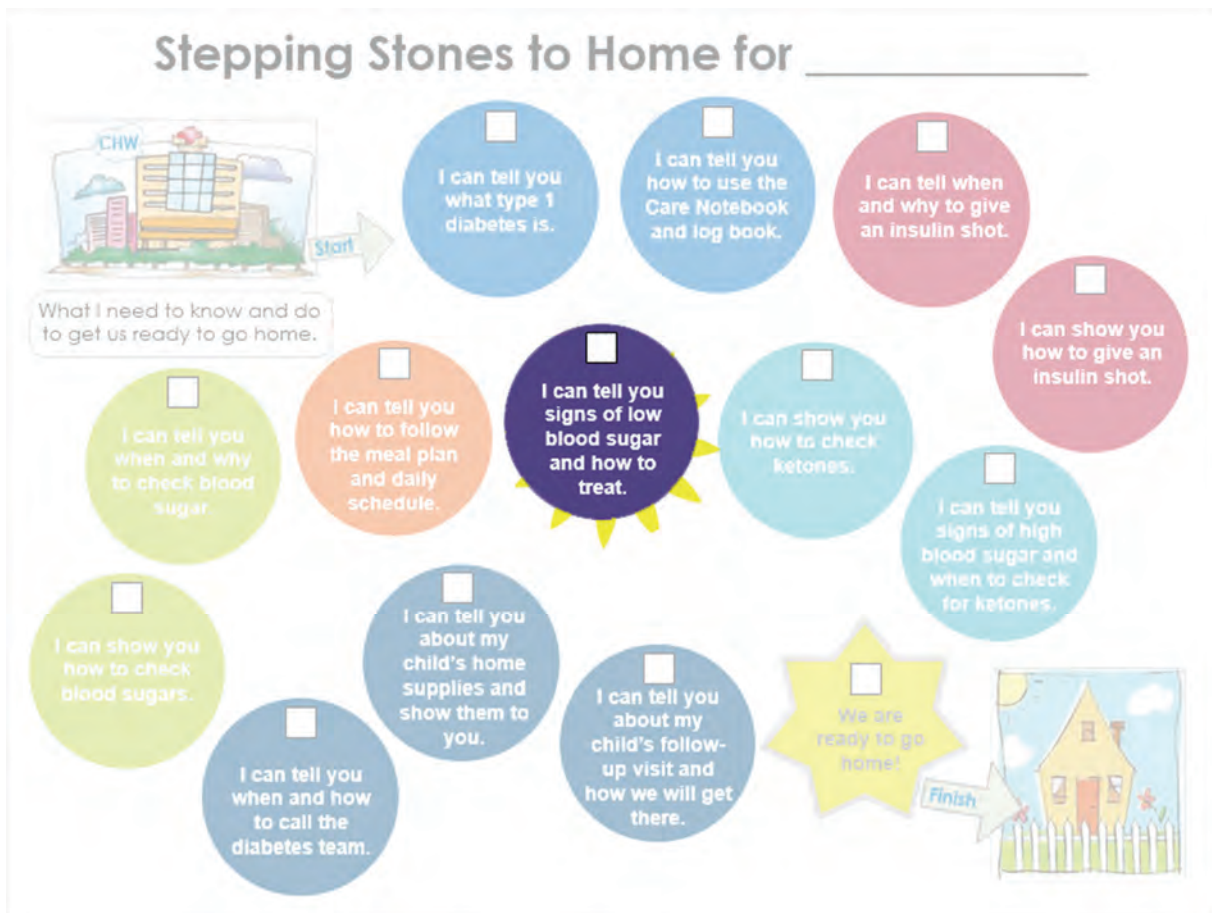 Stepping Stones to Home for
CHW
Start
What I need to know and do
to get us ready to go home.
I can tell you
what type 1
diabetes is.
I can tell you
how to use the
Care Notebook
and log book.
I can tell when
and why to give
an insulin shot.
I can show you
how to give an
insulin shot.
I can tell you
signs of high
blood sugar and
when to check
for ketones.
I can show you
how to check
ketones.
I can tell you
signs of low
blood sugar
and how to
treat.
I can tell you
how to follow
the meal plan
and daily
schedule.
I can tell you
when and why
to check blood
sugar.
I can show you
how to check
blood sugars.
I can tell you
when and how
to call the
diabetes team.
I can tell you
about my
child's home
supplies and
show them to
you.
I can tell you
about my
child's follow-
up visit and
how we will get
there.
We are
ready to go
home!
Finish